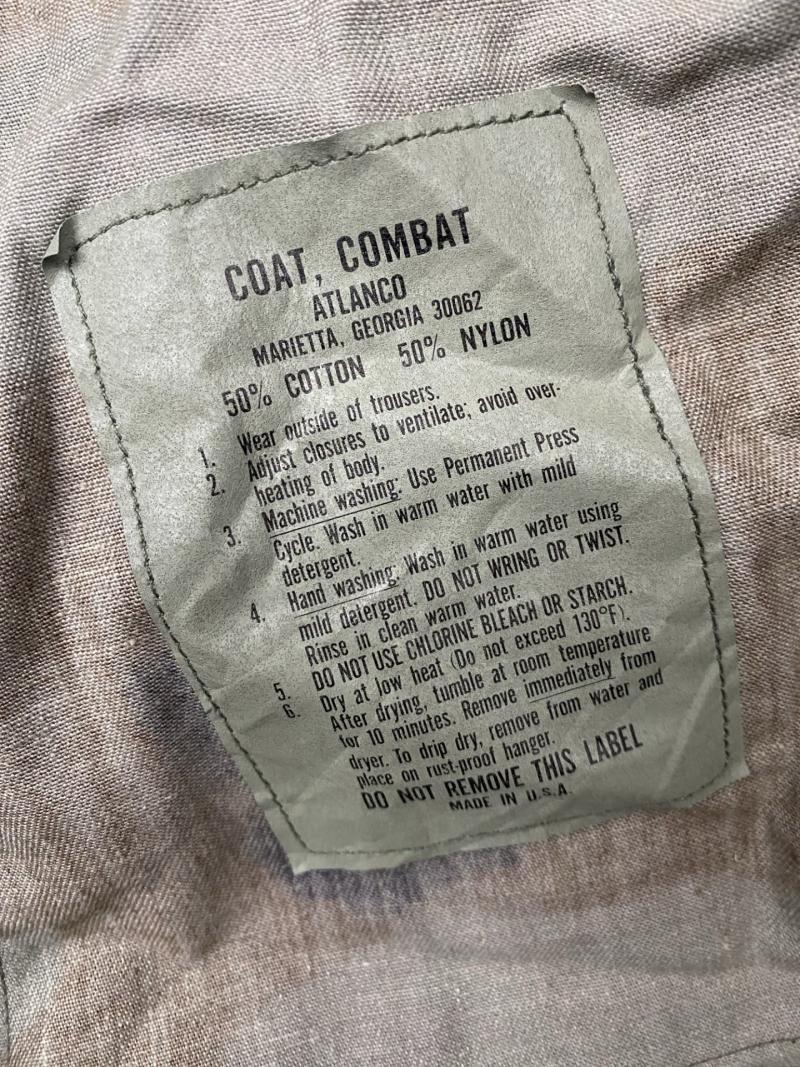 COAT, COMBAT
ATLANCO
MARIETTA, GEORGIA 30062
50% COTTON 50% NYLON
1. Wear outside of trousers.
2. Adjust closures to ventilate; avoid over-
heating of body.
3. Machine washing: Use Permanent Press
Cycle. Wash in warm water with mild
detergent.
4. Hand washing: Wash in warm water using
mild detergent. DO NOT WRING OR TWIST.
Rinse in clean warm water.
5. DO NOT USE CHLORINE BLEACH OR STARCH.
6. Dry at low heat (Do not exceed 130°F).
After drying, tumble at room temperature
for 10 minutes. Remove immediately from
dryer. To drip dry, remove from water and
place on rust-proof hanger.
DO NOT REMOVE THIS LABEL
MADE IN U.S.A.